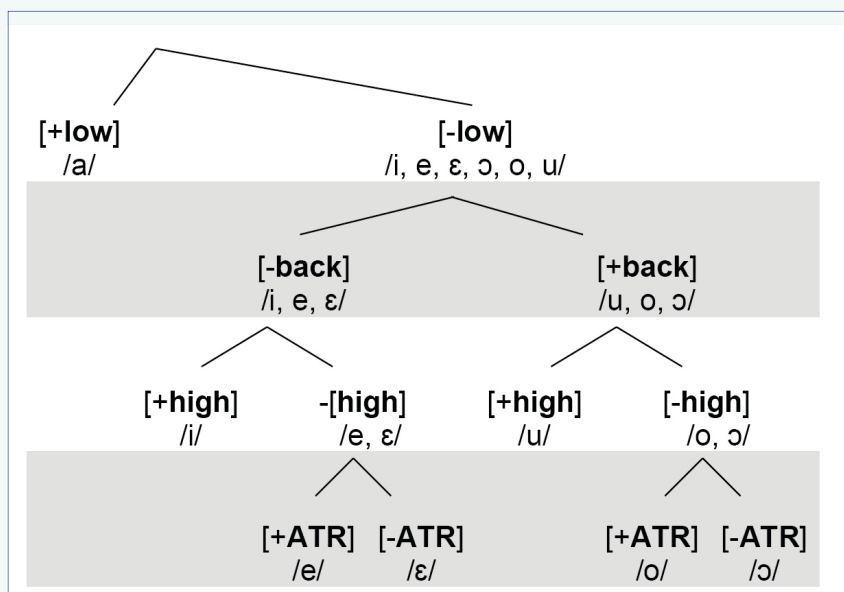 [+low] [-low]
/a/ /i, e, ɛ, ɔ, o, u/
[-back] [+back]
/i, e, ɛ/ /u, o, ɔ/
[+high] -[high] [+high] [-high]
/i/ /e, ɛ/ /u/ /o, ɔ/
[+ATR] [-ATR] [+ATR] [-ATR]
/e/ /ɛ/ /o/ /ɔ/